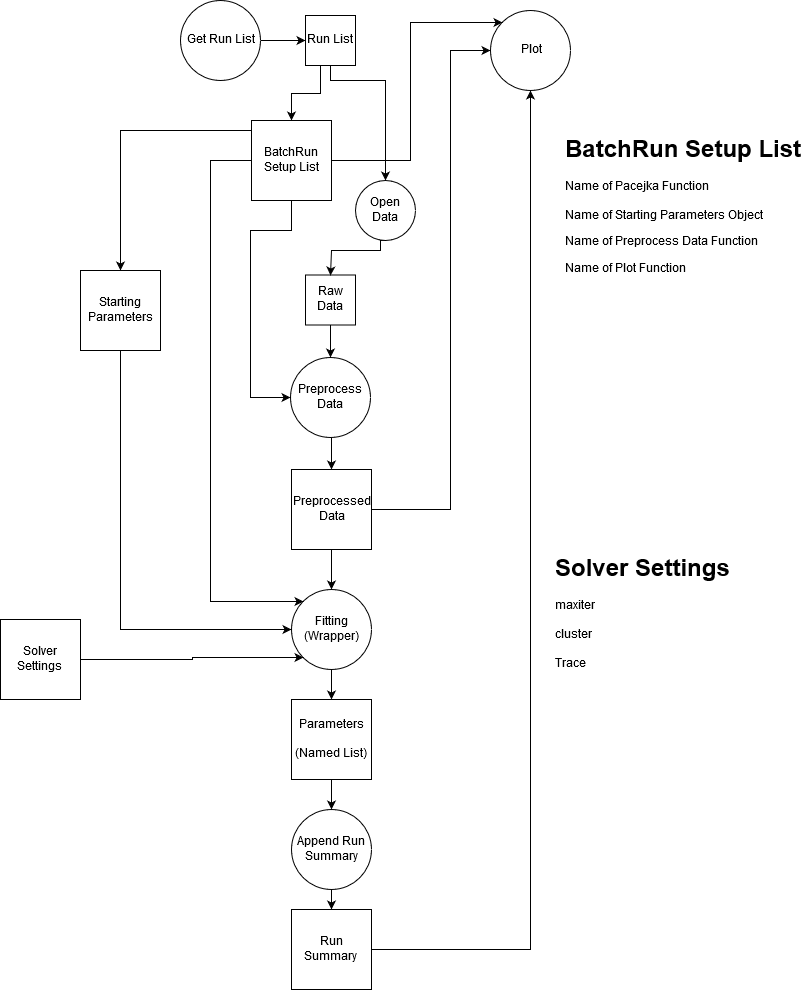 Get Run List
Run List
Plot
BatchRun
Setup List
BatchRun Setup List
Name of Pacejka Function
Open
Data
Name of Starting Parameters Object
Name of Preprocess Data Function
Name of Plot Function
Starting
Parameters
Raw
Data
Preprocess
Data
Preprocessed
Data
Solver Settings
maxiter
cluster
Trace
Fitting
(Wrapper)
Solver
Settings
Parameters
(Named List)
Append Run
Summary
Run
Summary